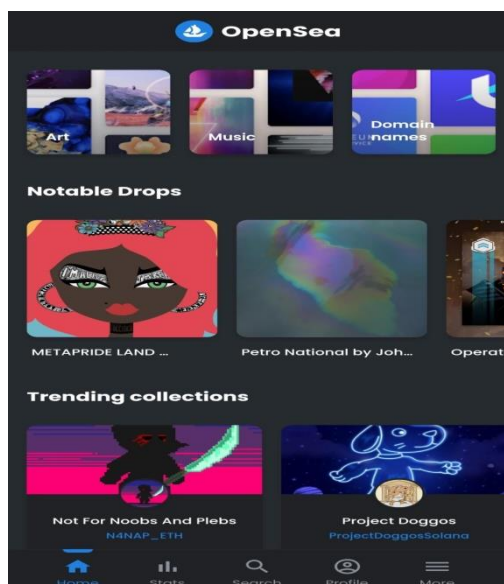 OpenSea
Art
Music
Domain
names
Notable Drops
METAPRIDE LAND ...
Petro National by Joh...
Operat
Trending collections
Not For Noobs And Plebs
N4NAP_ETH
Project Doggos
ProjectDoggosSolana
Home
Stats
Search
Profile
More